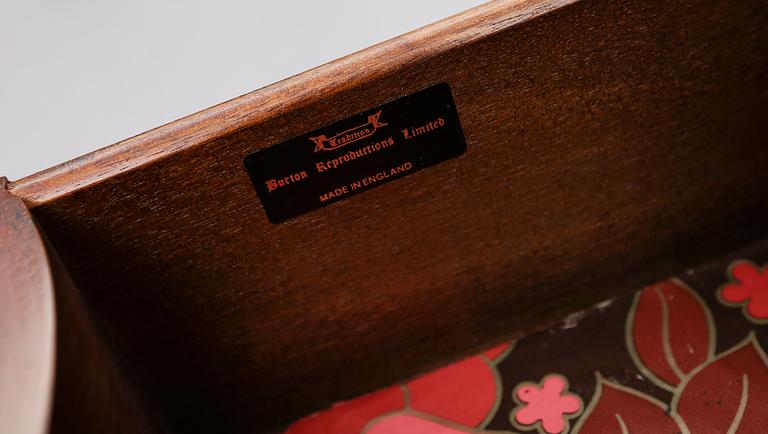 Tradition
Burton Reproductions Limited
MADE IN ENGLAND